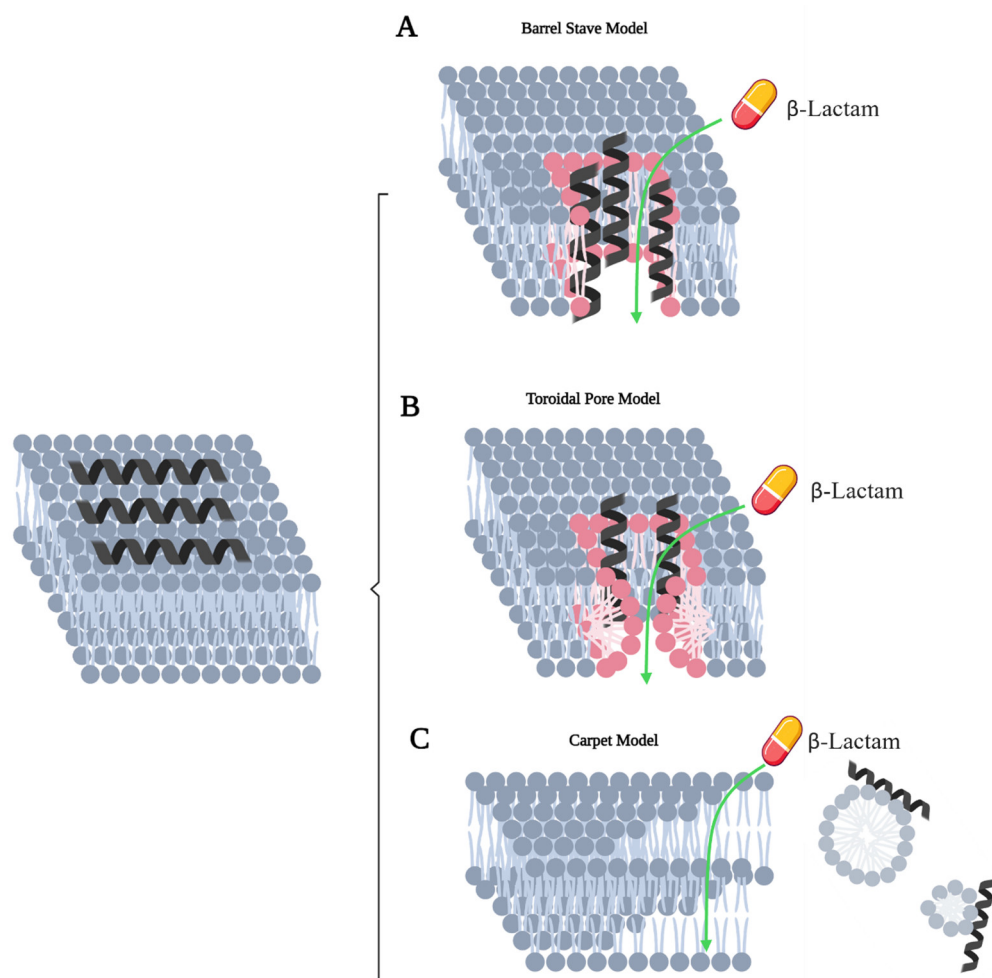 A
Barrel Stave Model
β-Lactam
B
Toroidal Pore Model
β-Lactam
C
Carpet Model
β-Lactam